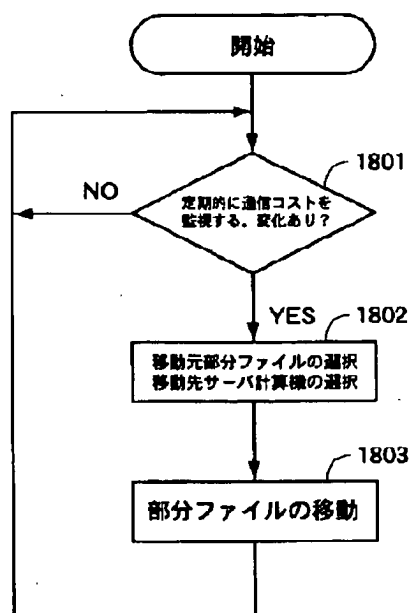 開始
1801
定期的に通信コストを
監視する。変化あり？
NO
YES
1802
移動元部分ファイルの選択
移動先サーバ計算機の選択
1803
部分ファイルの移動